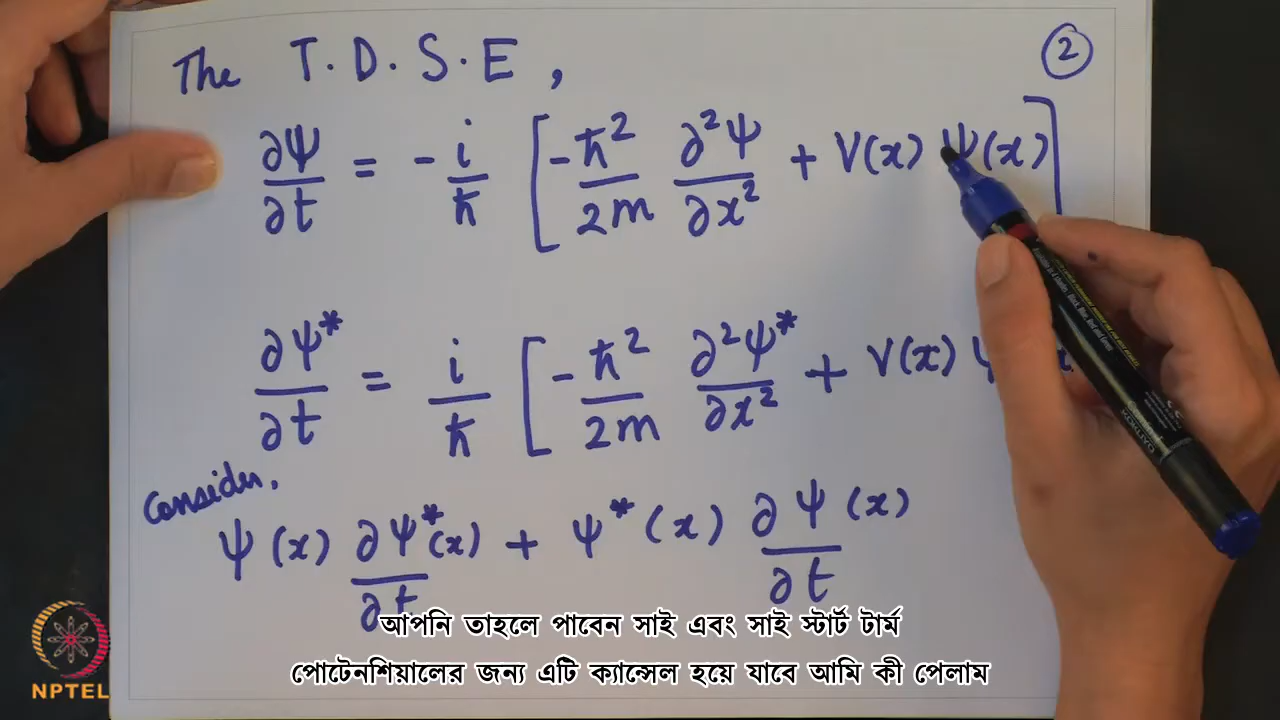 The T.D.S.E, ②
∂Ψ/∂t = - i/ħ [ -ħ²/2m ∂²Ψ/∂x² + V(x) Ψ(x) ]
∂Ψ*/∂t = i/ħ [ -ħ²/2m ∂²Ψ*/∂x² + V(x)
Consider,
Ψ(x) ∂Ψ*(x)/∂t + Ψ*(x) ∂Ψ(x)/∂t
আপনি তাহলে পাবেন সাই এবং সাই স্টার্ট টার্ম
পোটেনশিয়ালের জন্য এটি ক্যান্সেল হয়ে যাবে আমি কী পেলাম
NPTEL